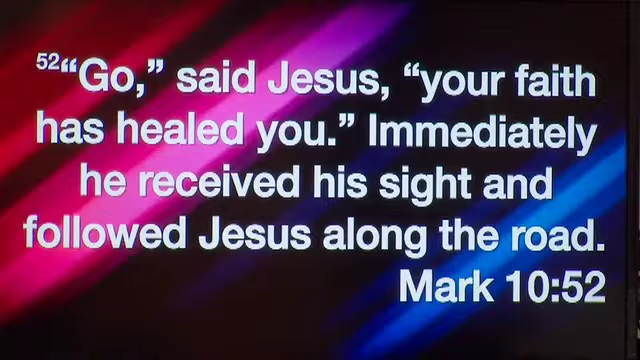 52“Go,” said Jesus, “your faith
has healed you.” Immediately
he received his sight and
followed Jesus along the road.
Mark 10:52